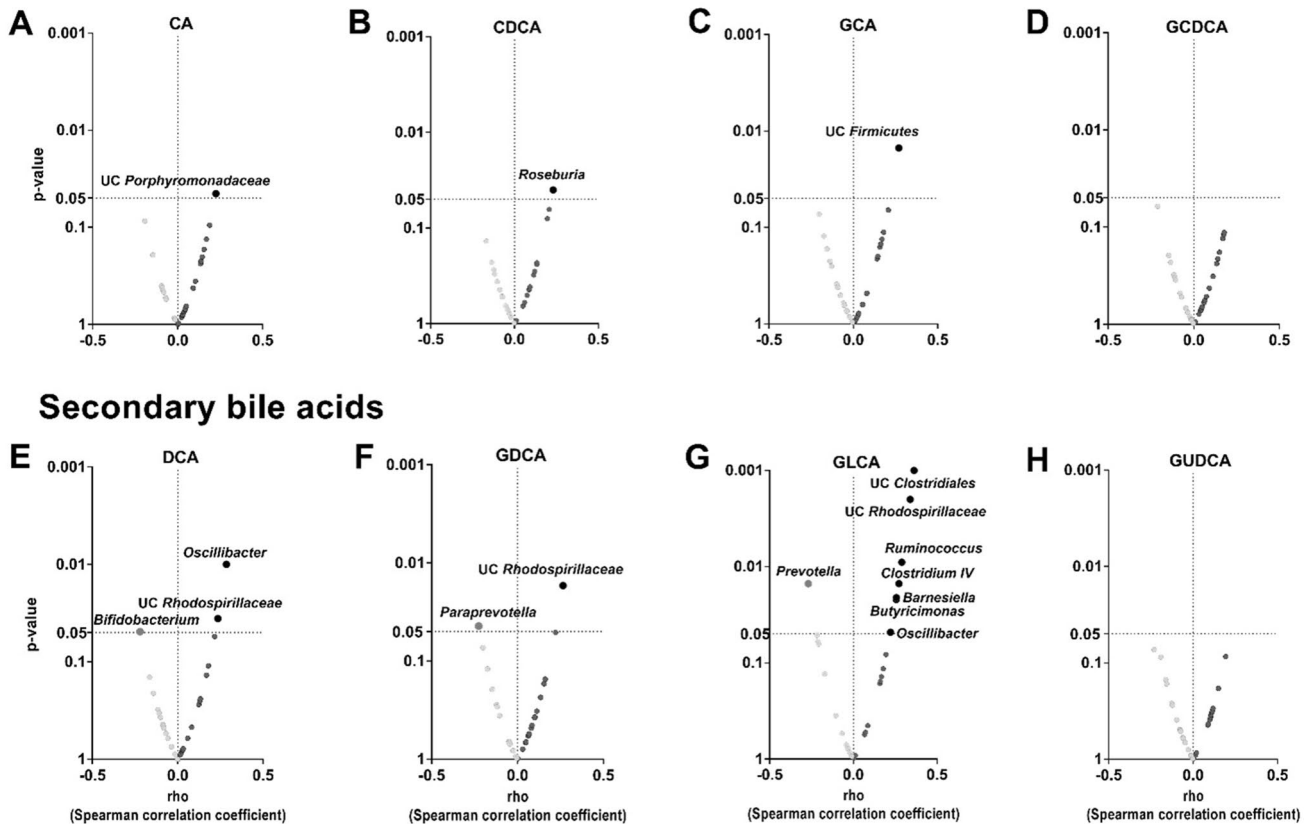 A
CA
0.001
0.01
UC Porphyromonadaceae
0.05
0.1
1
-0.5
0.0
0.5
p-value
B
CDCA
0.001
0.01
Roseburia
0.05
0.1
1
-0.5
0.0
0.5
C
GCA
0.001
0.01
UC Firmicutes
0.05
0.1
1
-0.5
0.0
0.5
D
GCDCA
0.001
0.01
0.05
0.1
1
-0.5
0.0
0.5
Secondary bile acids
E
DCA
0.001
Oscillibacter
0.01
UC Rhodospirillaceae
Bifidobacterium
0.05
0.1
1
-0.5
0.0
0.5
p-value
rho
(Spearman correlation coefficient)
F
GDCA
0.001
0.01
UC Rhodospirillaceae
Paraprevotella
0.05
0.1
1
-0.5
0.0
0.5
rho
(Spearman correlation coefficient)
G
GLCA
0.001
UC Clostridiales
UC Rhodospirillaceae
Ruminococcus
0.01
Prevotella
Clostridium IV
Barnesiella
Butyricimonas
0.05
Oscillibacter
0.1
1
-0.5
0.0
0.5
rho
(Spearman correlation coefficient)
H
GUDCA
0.001
0.01
0.05
0.1
1
-0.5
0.0
0.5
rho
(Spearman correlation coefficient)